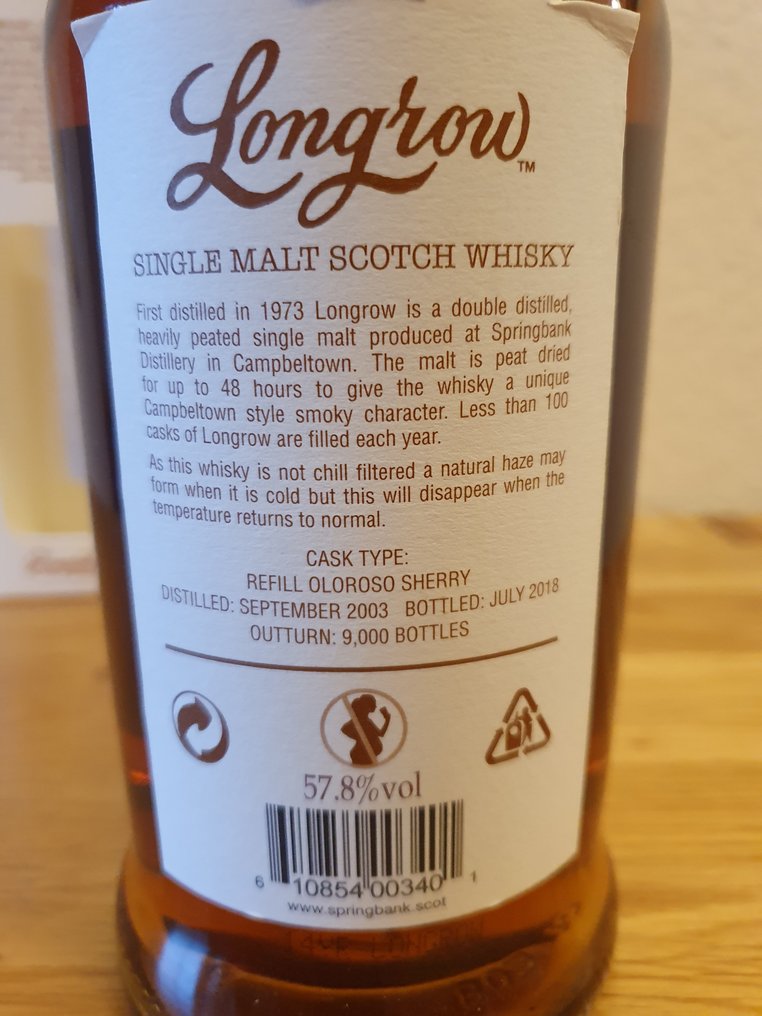 Longrow™
SINGLE MALT SCOTCH WHISKY
First distilled in 1973 Longrow is a double distilled,
heavily peated single malt produced at Springbank
Distillery in Campbeltown. The malt is peat dried
for up to 48 hours to give the whisky a unique
Campbeltown style smoky character. Less than 100
casks of Longrow are filled each year.
As this whisky is not chill filtered a natural haze may
form when it is cold but this will disappear when the
temperature returns to normal.
CASK TYPE:
REFILL OLOROSO SHERRY
DISTILLED: SEPTEMBER 2003 BOTTLED: JULY 2018
OUTTURN: 9,000 BOTTLES
57.8%vol
6 10854 00340 1
www.springbank.scot
LONGROW